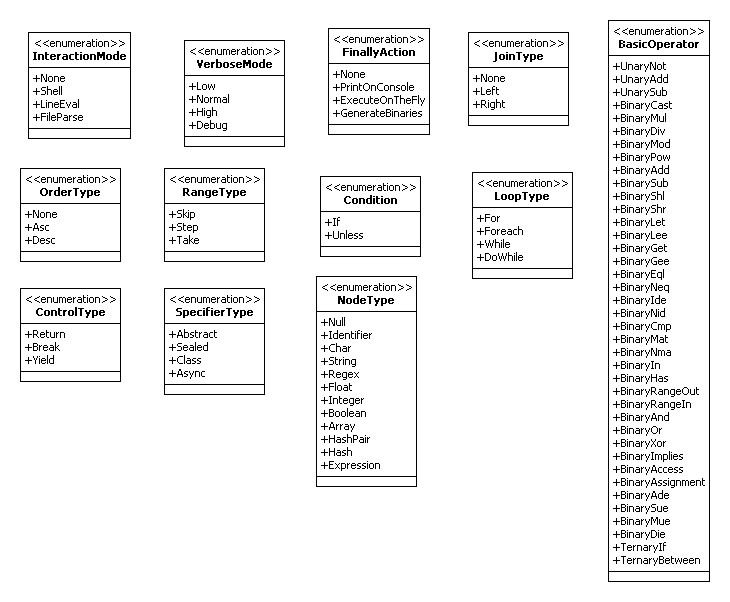 <<enumeration>>
InteractionMode
+None
+Shell
+LineEval
+FileParse
<<enumeration>>
VerboseMode
+Low
+Normal
+High
+Debug
<<enumeration>>
FinallyAction
+None
+PrintOnConsole
+ExecuteOnTheFly
+GenerateBinaries
<<enumeration>>
JoinType
+None
+Left
+Right
<<enumeration>>
BasicOperator
+UnaryNot
+UnaryAdd
+UnarySub
+BinaryCast
+BinaryMul
+BinaryDiv
+BinaryMod
+BinaryPow
+BinaryAdd
+BinarySub
+BinaryShl
+BinaryShr
+BinaryLet
+BinaryLee
+BinaryGet
+BinaryGee
+BinaryEql
+BinaryNeq
+BinaryIde
+BinaryNid
+BinaryCmp
+BinaryMat
+BinaryNma
+BinaryIn
+BinaryHas
+BinaryRangeOut
+BinaryRangeIn
+BinaryAnd
+BinaryOr
+BinaryXor
+BinaryImplies
+BinaryAccess
+BinaryAssignment
+BinaryAde
+BinarySue
+BinaryMue
+BinaryDie
+TernaryIf
+TernaryBetween
<<enumeration>>
OrderType
+None
+Asc
+Desc
<<enumeration>>
RangeType
+Skip
+Step
+Take
<<enumeration>>
Condition
+If
+Unless
<<enumeration>>
LoopType
+For
+Foreach
+While
+DoWhile
<<enumeration>>
ControlType
+Return
+Break
+Yield
<<enumeration>>
SpecifierType
+Abstract
+Sealed
+Class
+Async
<<enumeration>>
NodeType
+Null
+Identifier
+Char
+String
+Regex
+Float
+Integer
+Boolean
+Array
+HashPair
+Hash
+Expression